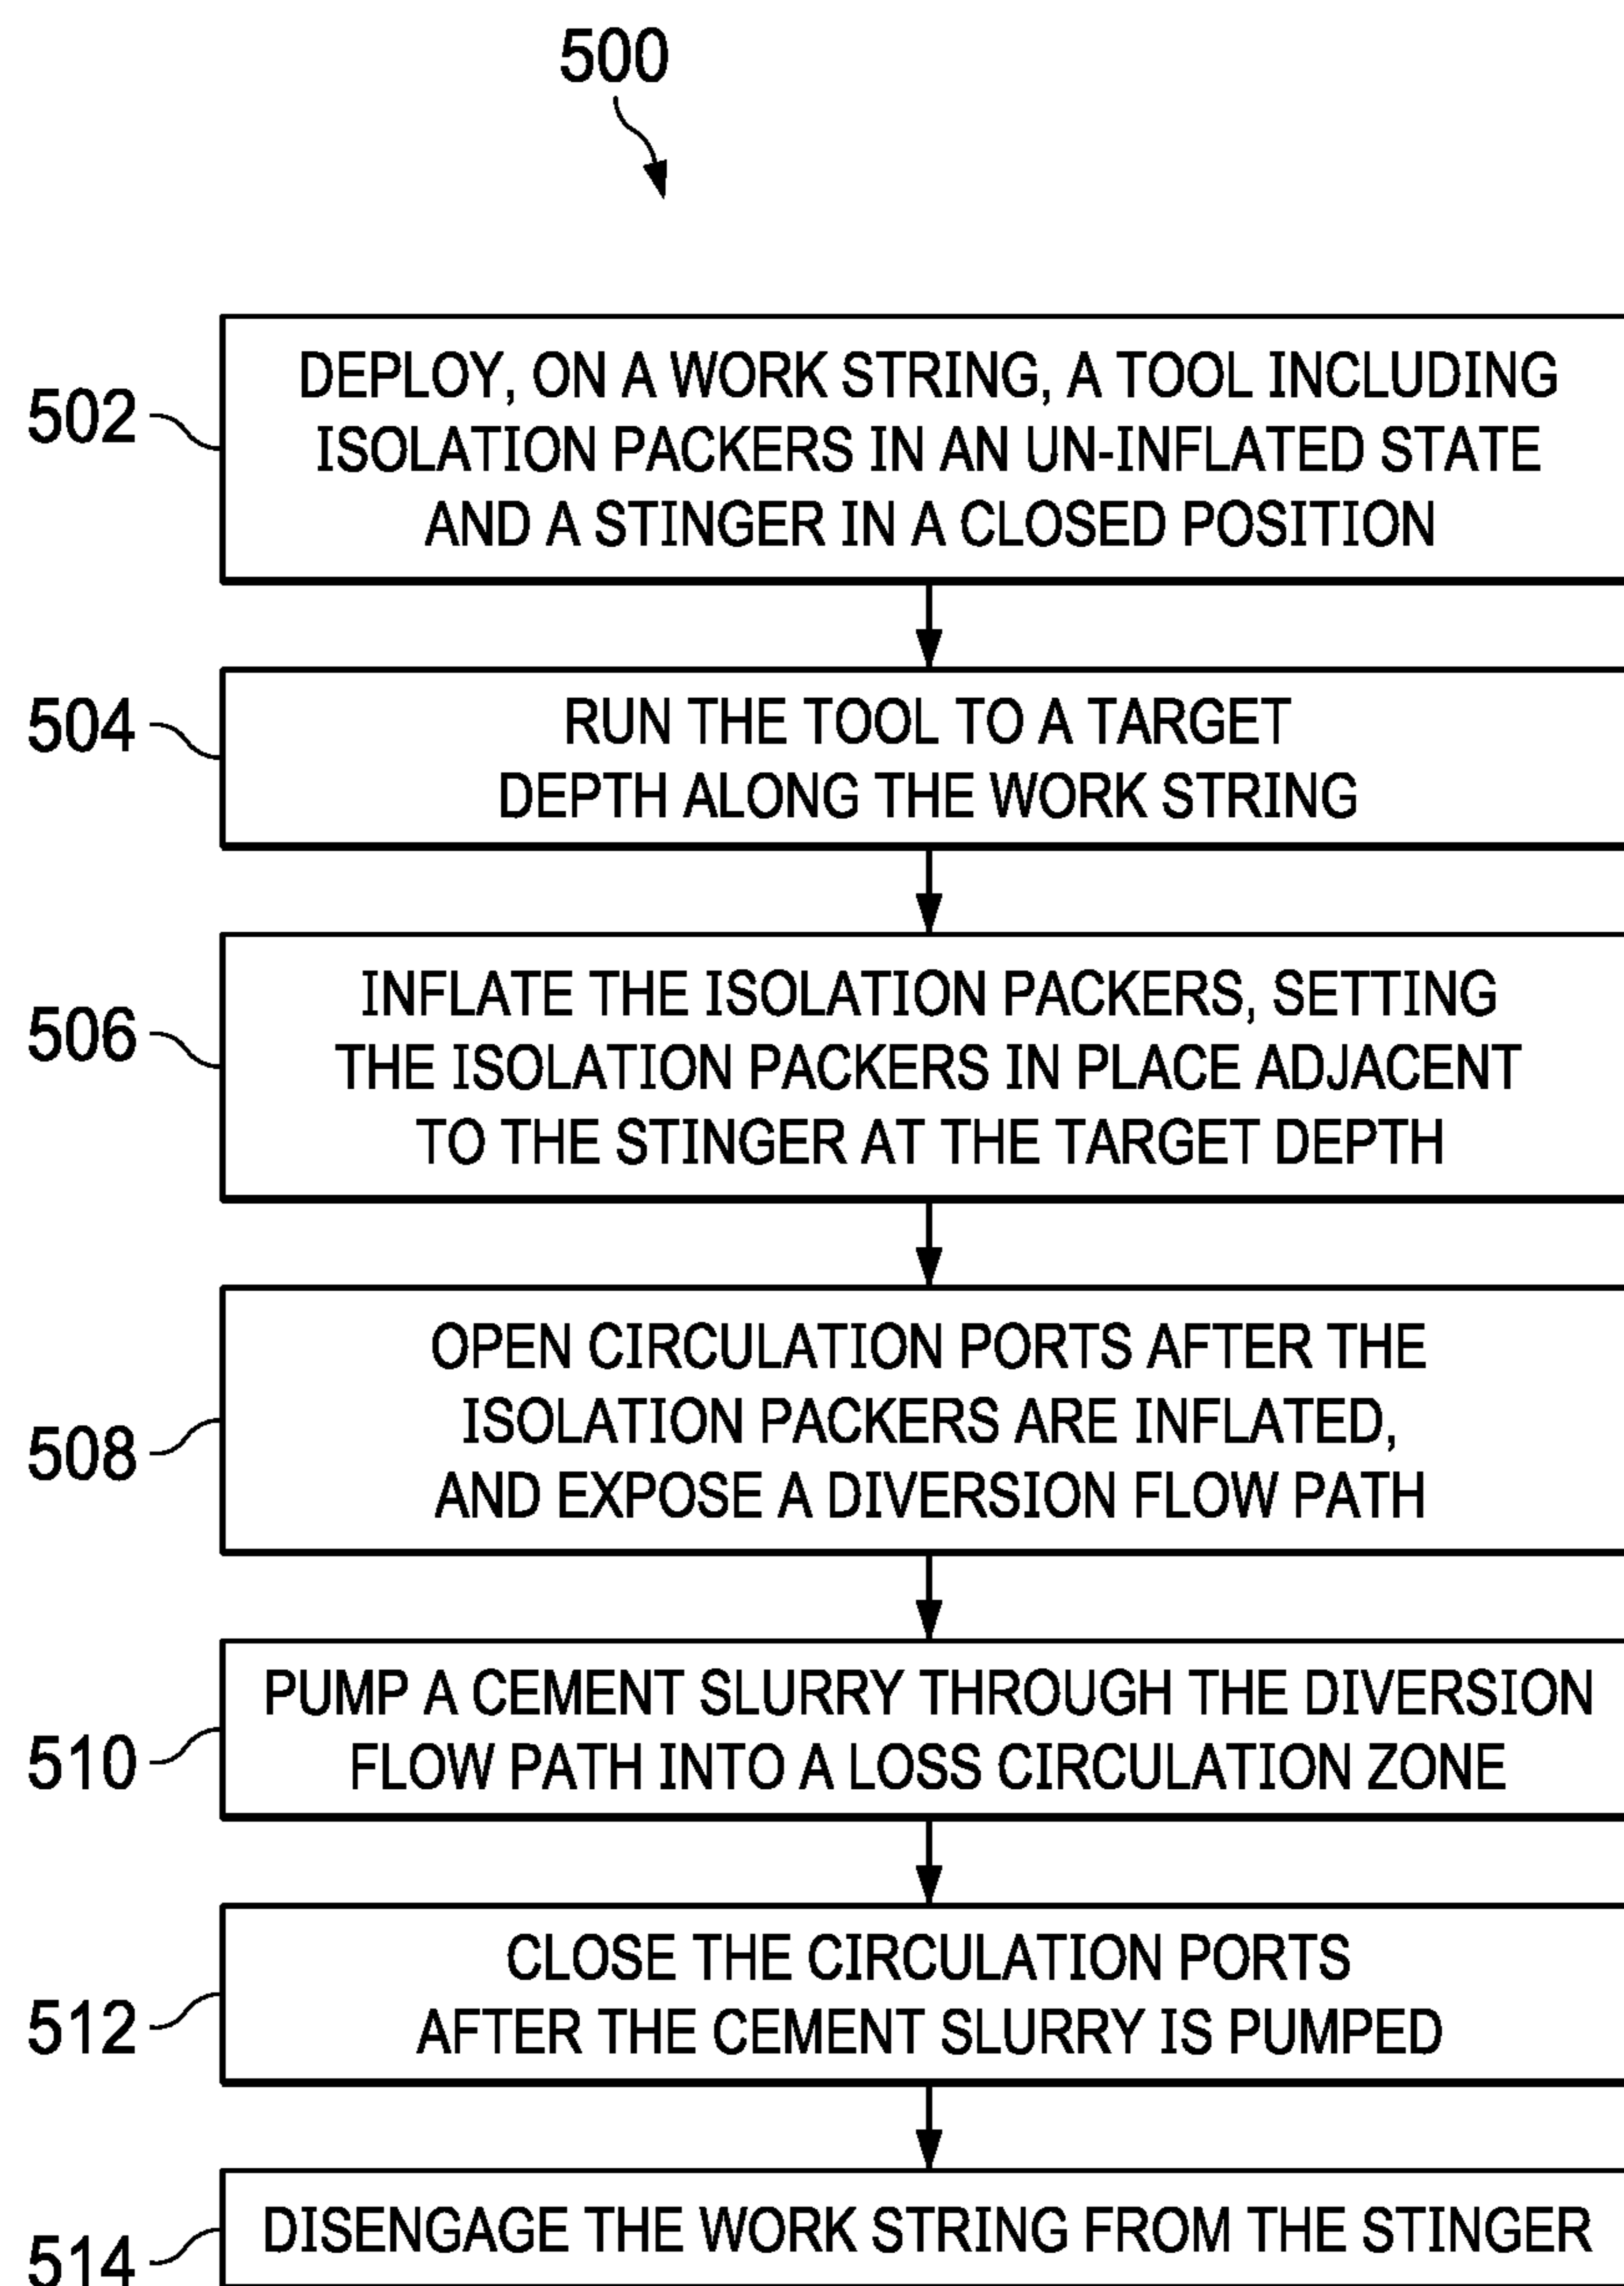 500
502
DEPLOY, ON A WORK STRING, A TOOL INCLUDING
ISOLATION PACKERS IN AN UN-INFLATED STATE
AND A STINGER IN A CLOSED POSITION
504
RUN THE TOOL TO A TARGET
DEPTH ALONG THE WORK STRING
506
INFLATE THE ISOLATION PACKERS, SETTING
THE ISOLATION PACKERS IN PLACE ADJACENT
TO THE STINGER AT THE TARGET DEPTH
508
OPEN CIRCULATION PORTS AFTER THE
ISOLATION PACKERS ARE INFLATED,
AND EXPOSE A DIVERSION FLOW PATH
510
PUMP A CEMENT SLURRY THROUGH THE DIVERSION
FLOW PATH INTO A LOSS CIRCULATION ZONE
512
CLOSE THE CIRCULATION PORTS
AFTER THE CEMENT SLURRY IS PUMPED
514
DISENGAGE THE WORK STRING FROM THE STINGER